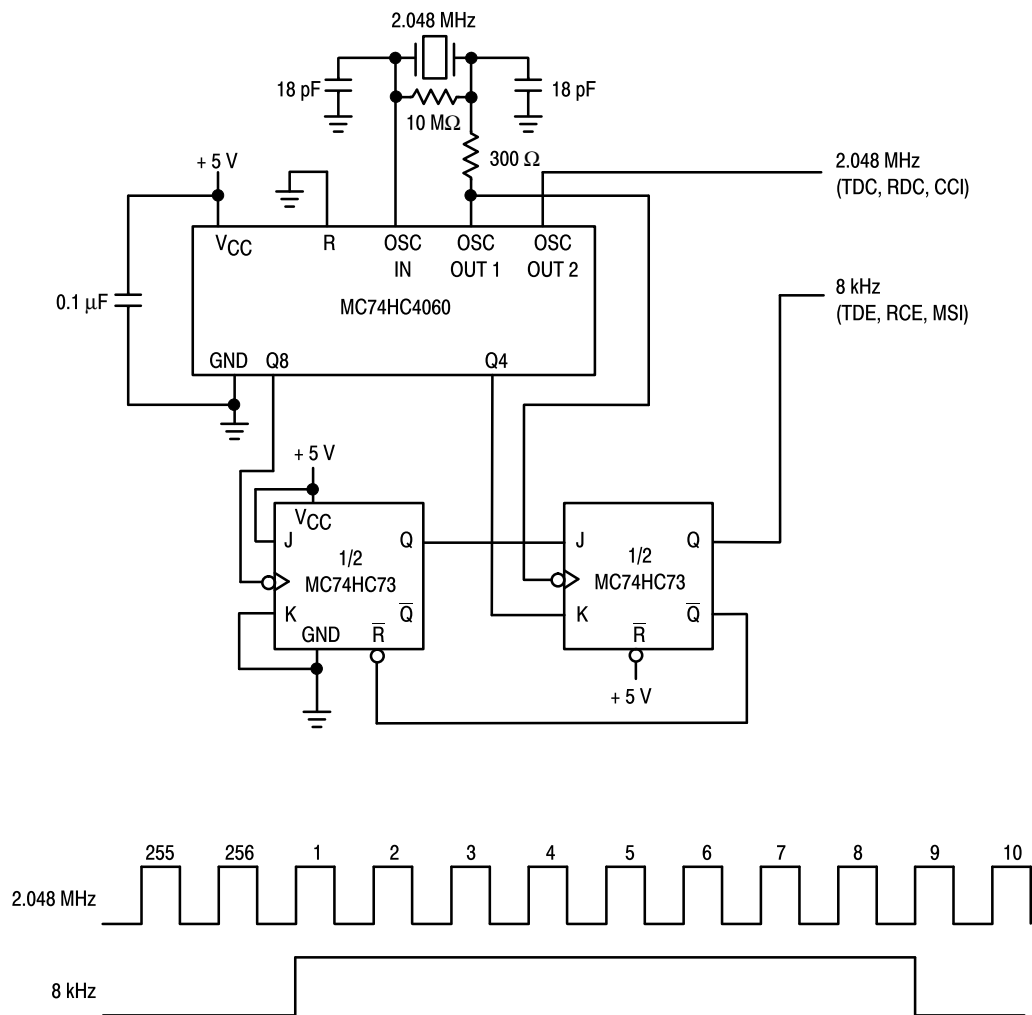 2.048 MHz
18 pF
18 pF
10 MΩ
300 Ω
+ 5 V
2.048 MHz
(TDC, RDC, CCI)
VCC
R
OSC
IN
OSC
OUT 1
OSC
OUT 2
0.1 µF
MC74HC4060
8 kHz
(TDE, RCE, MSI)
GND
Q8
Q4
+ 5 V
VCC
J
Q
1/2
MC74HC73
K
Q̅
GND
R̅
J
Q
1/2
MC74HC73
K
Q̅
R̅
+ 5 V
255 256 1 2 3 4 5 6 7 8 9 10
2.048 MHz
8 kHz